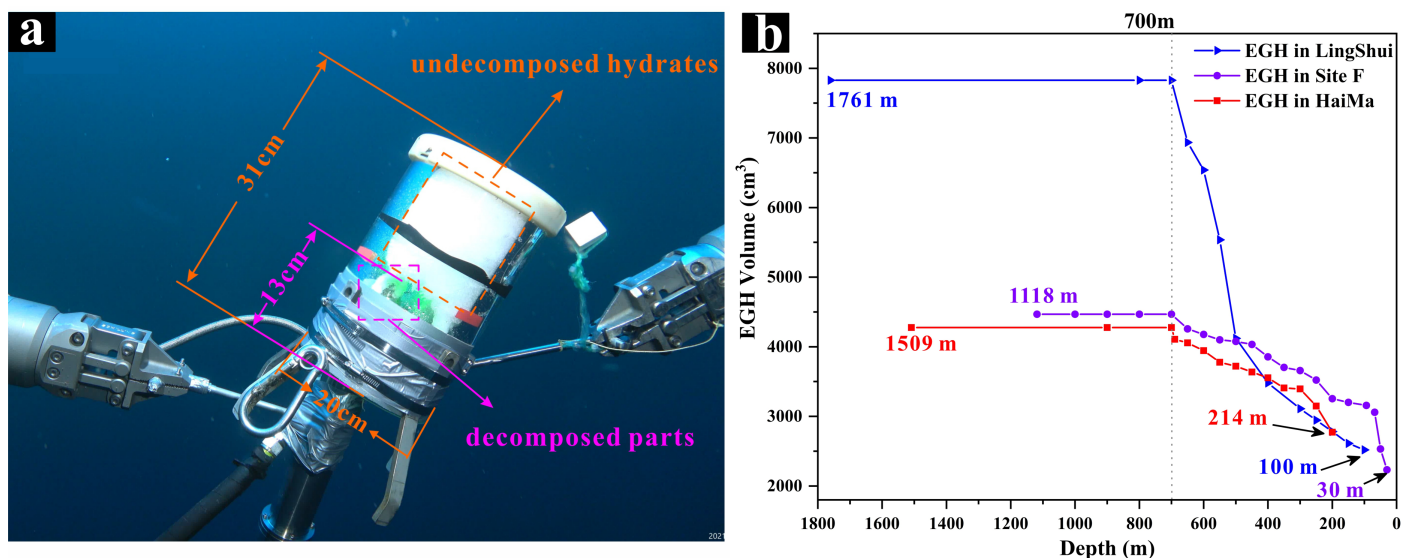 a
undecomposed hydrates
31cm
13cm
20cm
decomposed parts
2021
b
700m
EGH in LingShui
EGH in Site F
EGH in HaiMa
8000
7000
6000
5000
4000
3000
2000
EGH Volume (cm³)
1761 m
1118 m
1509 m
214 m
100 m
30 m
1800 1600 1400 1200 1000 800 600 400 200 0
Depth (m)